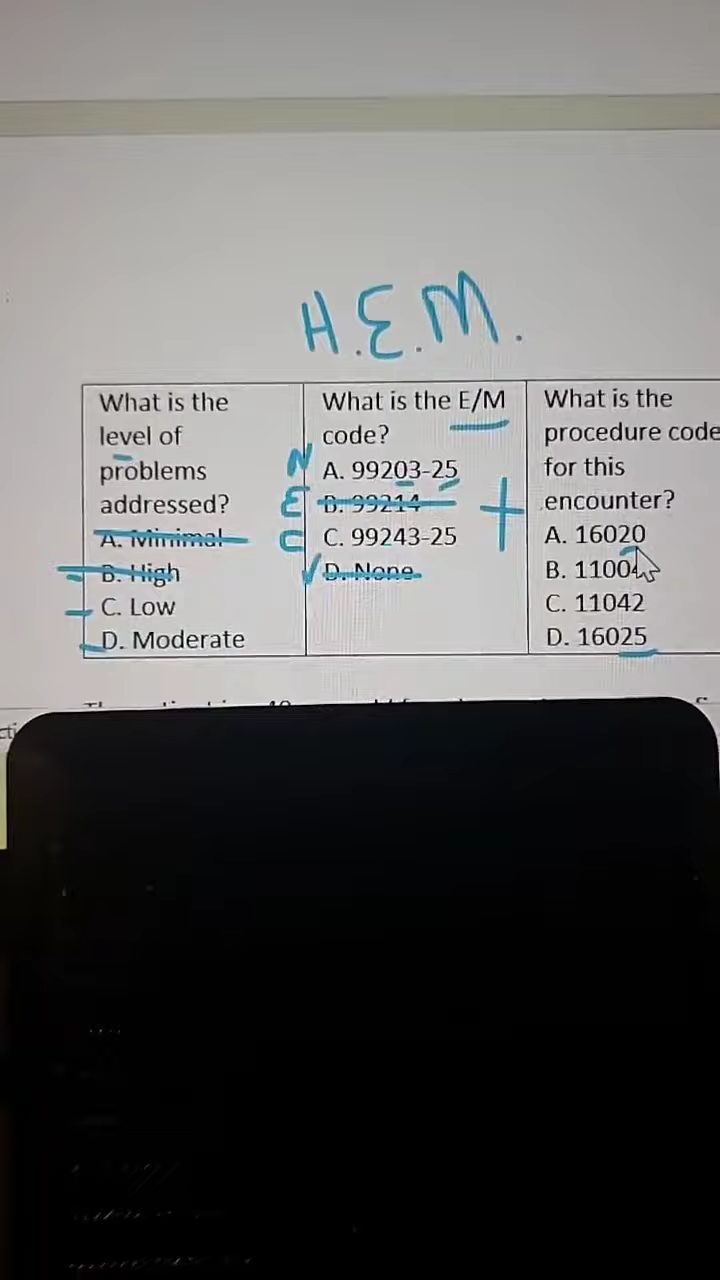 H.E.M.
What is the
level of
problems
addressed?
A. Minimal
B. High
C. Low
D. Moderate
What is the E/M
code?
N A. 99203-25
E B. 99214
C C. 99243-25
✓ D. None
+
What is the
procedure code
for this
encounter?
A. 16020
B. 11004
C. 11042
D. 16025